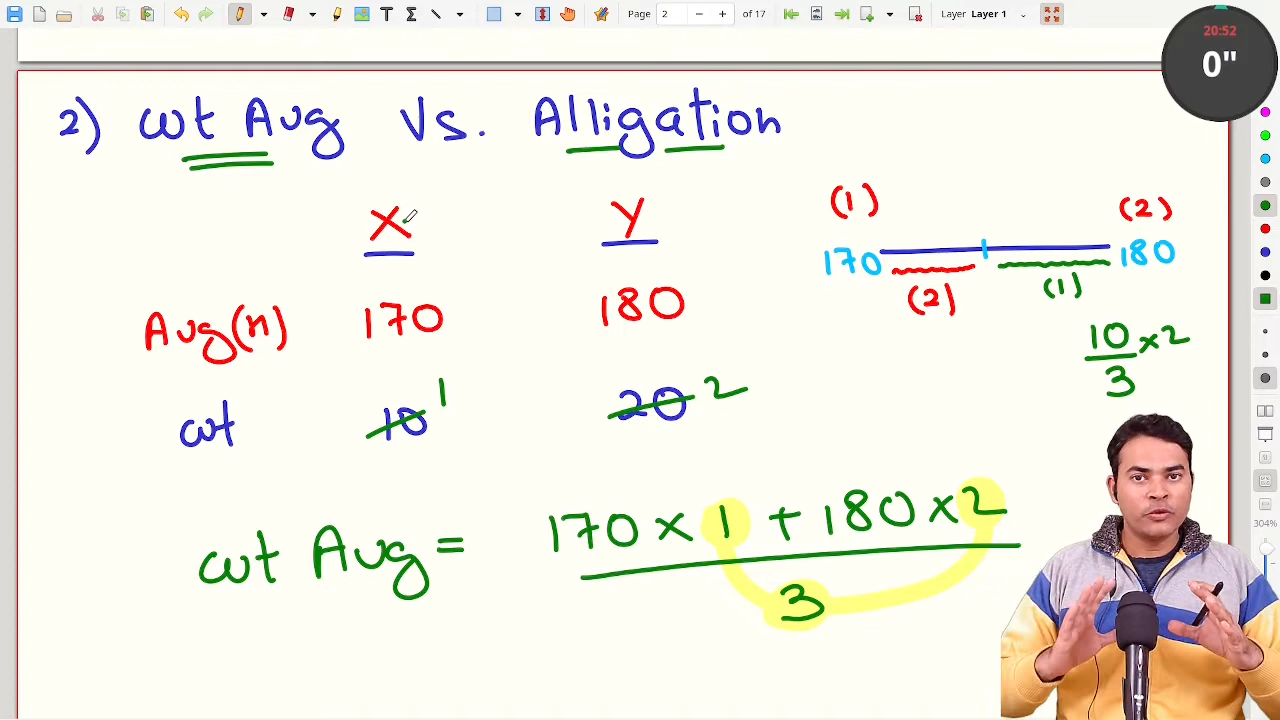 Page 2 of 17 Layer Layer 1
20:52
0"
2) wt Avg Vs. Alligation
X Y
(1) (2)
170 180
(2) (1)
Avg(n) 170 180
10/3 x2
wt 10 1 20 2
wt Avg = 170 x 1 + 180 x 2
3
304%